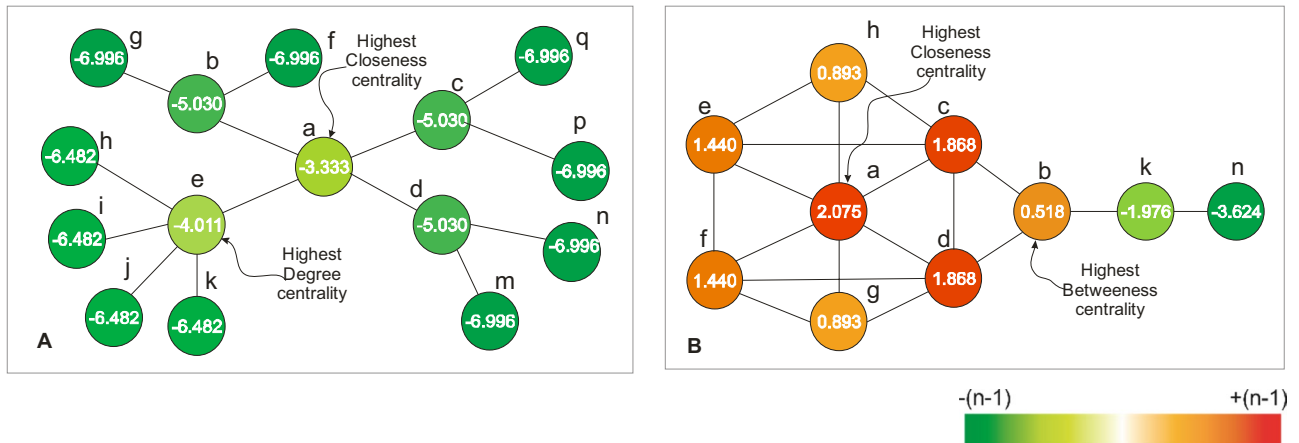 g
-6.996
b
-5.030
f
-6.996
Highest
Closeness
centrality
q
-6.996
c
-5.030
a
-3.333
p
-6.996
h
-6.482
e
-4.011
d
-5.030
i
-6.482
n
-6.996
Highest
Degree
centrality
j
-6.482
k
-6.482
m
-6.996
A
h
0.893
Highest
Closeness
centrality
e
1.440
c
1.868
a
2.075
b
0.518
k
-1.976
n
-3.624
f
1.440
d
1.868
g
0.893
Highest
Betweeness
centrality
B
-(n-1) +(n-1)